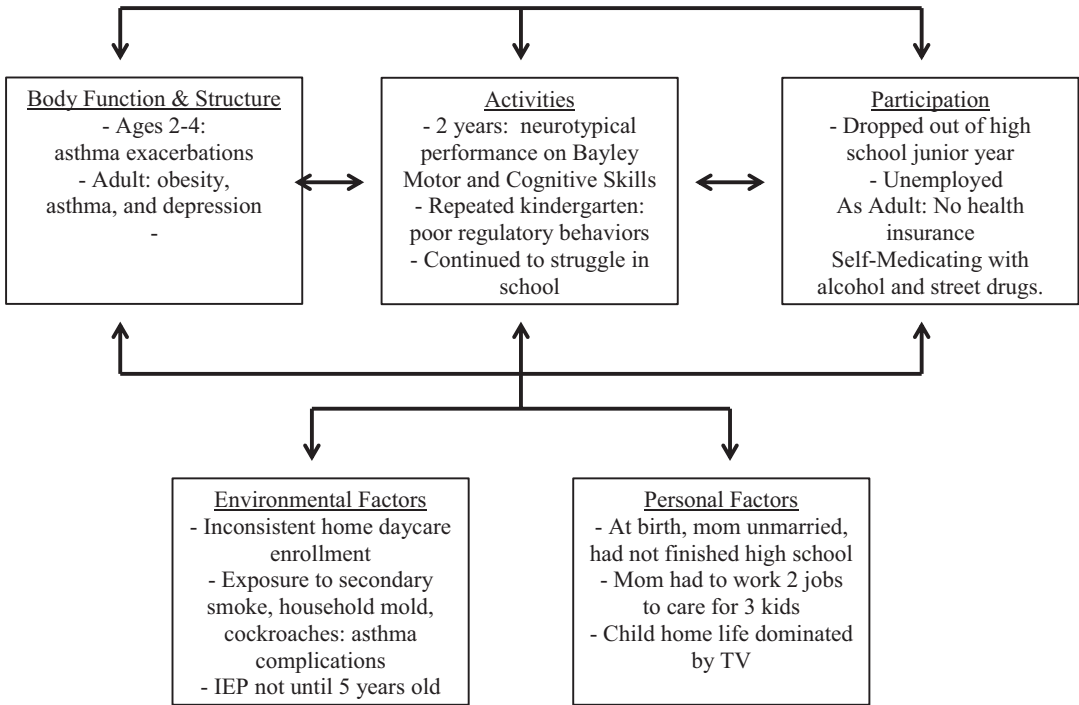 Body Function & Structure
- Ages 2-4:
asthma exacerbations
- Adult: obesity,
asthma, and depression
-
Activities
- 2 years:  neurotypical
performance on Bayley
Motor and Cognitive Skills
- Repeated kindergarten:
poor regulatory behaviors
- Continued to struggle in
school
Participation
- Dropped out of high
school junior year
- Unemployed
As Adult: No health
insurance
Self-Medicating with
alcohol and street drugs.
Environmental Factors
- Inconsistent home daycare
enrollment
- Exposure to secondary
smoke, household mold,
cockroaches: asthma
complications
- IEP not until 5 years old
Personal Factors
- At birth, mom unmarried,
had not finished high school
- Mom had to work 2 jobs
to care for 3 kids
- Child home life dominated
by TV